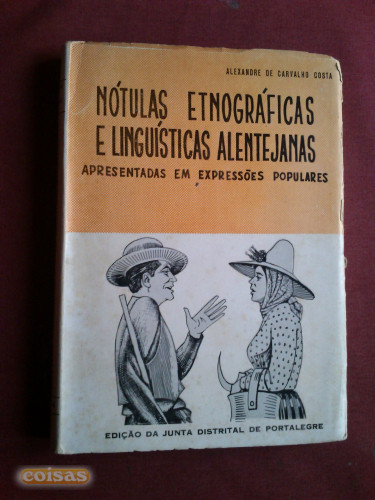 ALEXANDRE DE CARVALHO COSTA
NÓTULAS ETNOGRÁFICAS
E LINGUÍSTICAS ALENTEJANAS
APRESENTADAS EM EXPRESSÕES POPULARES
EDIÇÃO DA JUNTA DISTRITAL DE PORTALEGRE
coisas